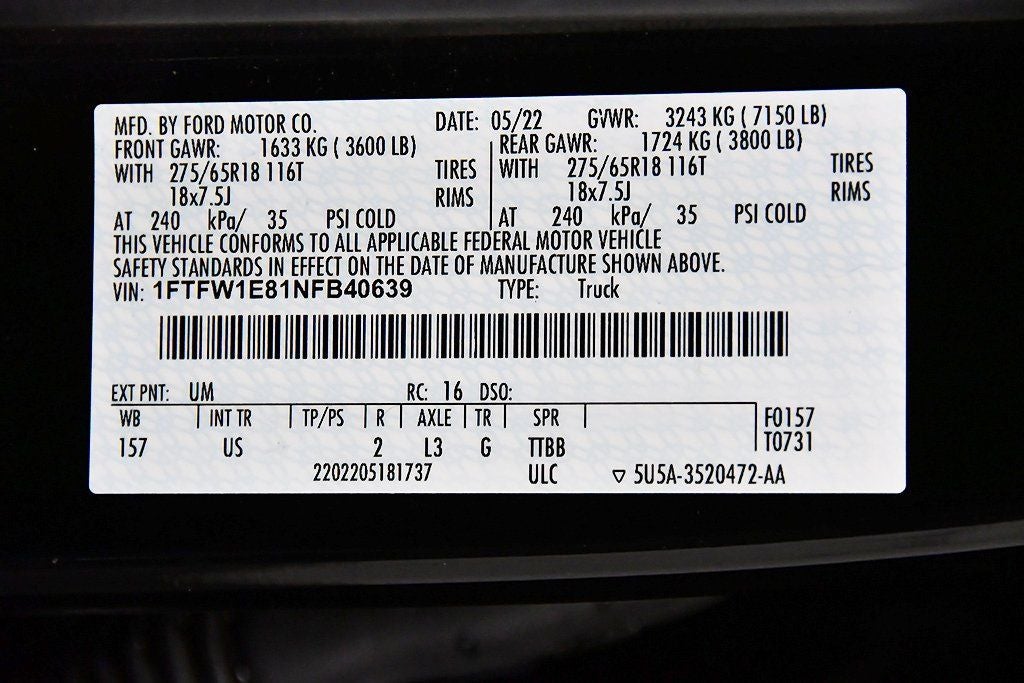 MFD. BY FORD MOTOR CO. DATE: 05/22 GVWR: 3243 KG ( 7150 LB)
FRONT GAWR: 1633 KG ( 3600 LB) REAR GAWR: 1724 KG ( 3800 LB)
WITH 275/65R18 116T TIRES WITH 275/65R18 116T TIRES
18x7.5J RIMS 18x7.5J RIMS
AT 240 kPa/ 35 PSI COLD AT 240 kPa/ 35 PSI COLD
THIS VEHICLE CONFORMS TO ALL APPLICABLE FEDERAL MOTOR VEHICLE
SAFETY STANDARDS IN EFFECT ON THE DATE OF MANUFACTURE SHOWN ABOVE.
VIN: 1FTFW1E81NFB40639 TYPE: Truck
EXT PNT: UM RC: 16 DSO:
WB INT TR TP/PS R AXLE TR SPR F0157
157 US 2 L3 G TTBB T0731
2202205181737 ULC ▽ 5U5A-3520472-AA